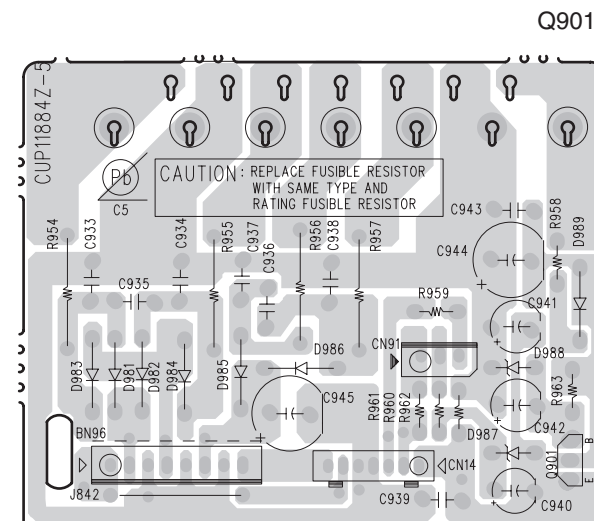 Q901
CUP11884Z-5
Pb
C5
CAUTION: REPLACE FUSIBLE RESISTOR
WITH SAME TYPE AND
RATING FUSIBLE RESISTOR
R954
C933
C934
R955
C937
C936
R956
C938
R957
C943
R958
D989
C944
C935
R959
C941
CN91
D983
D981
D982
D984
D985
D986
D988
C945
R961
R960
R962
R963
C942
D987
BN96
J842
CN14
C939
C940
Q901
B
E